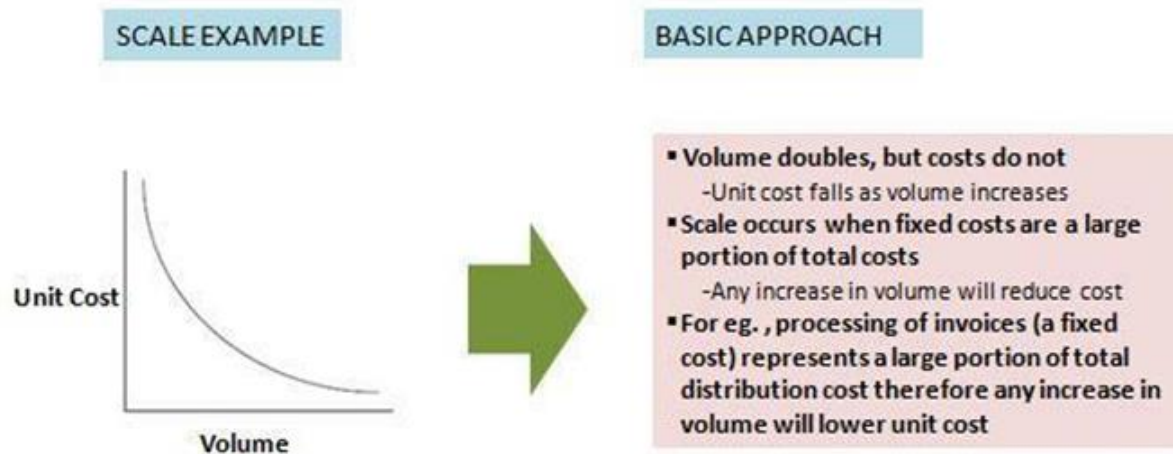 SCALE EXAMPLE
BASIC APPROACH
Unit Cost
Volume
▪ Volume doubles, but costs do not
-Unit cost falls as volume increases
▪ Scale occurs when fixed costs are a large
portion of total costs
-Any increase in volume will reduce cost
▪ For eg. , processing of invoices (a fixed
cost) represents a large portion of total
distribution cost therefore any increase in
volume will lower unit cost